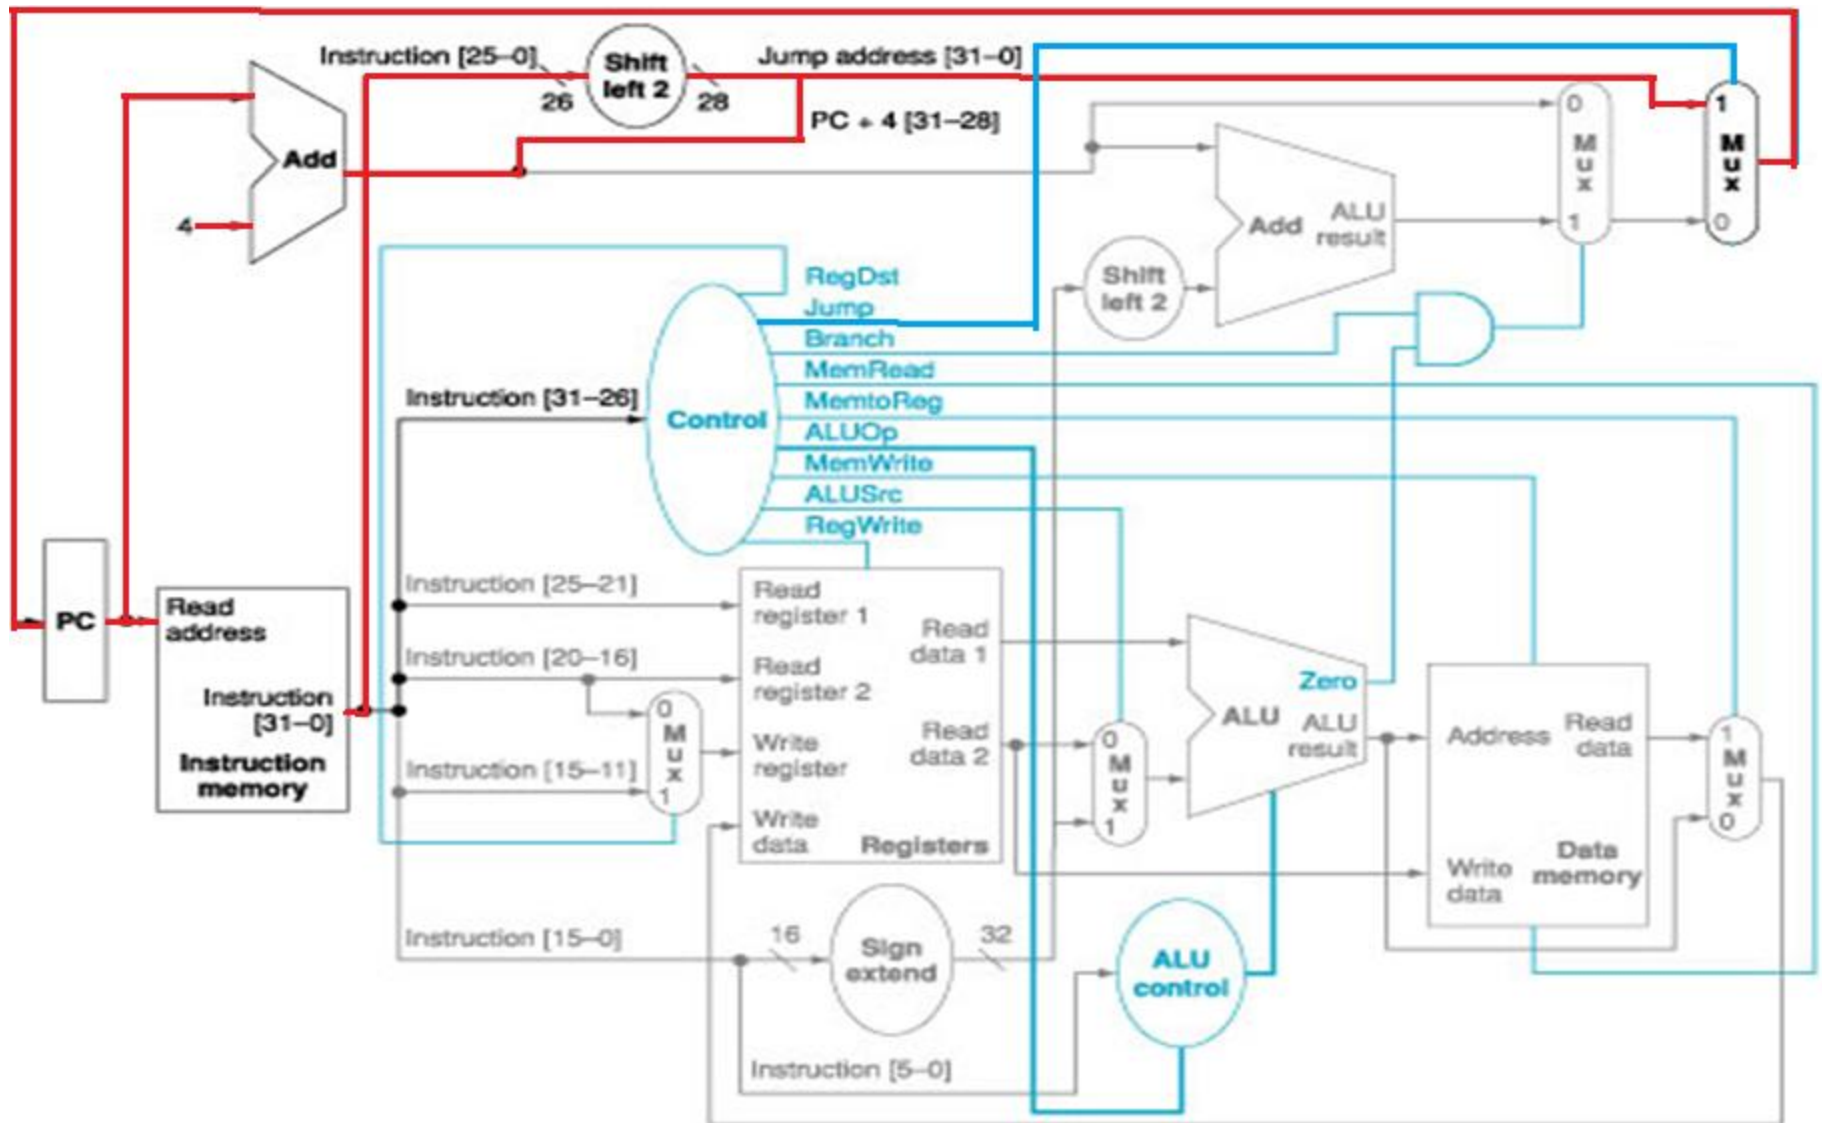 Instruction [25–0]
Shift
left 2
Jump address [31–0]
26
28
PC + 4 [31–28]
Add
4
0
M
u
x
1
1
M
u
x
0
Add
ALU
result
Shift
left 2
RegDst
Jump
Branch
MemRead
MemtoReg
ALUOp
MemWrite
ALUSrc
RegWrite
Instruction [31–26]
Control
PC
Read
address
Instruction
[31–0]
Instruction
memory
Instruction [25–21]
Instruction [20–16]
Instruction [15–11]
0
M
u
x
1
Read
register 1
Read
register 2
Write
register
Write
data
Read
data 1
Read
data 2
Registers
0
M
u
x
1
Zero
ALU
ALU
result
Address
Read
data
Write
data
Data
memory
1
M
u
x
0
Instruction [15–0]
16
Sign
extend
32
ALU
control
Instruction [5–0]